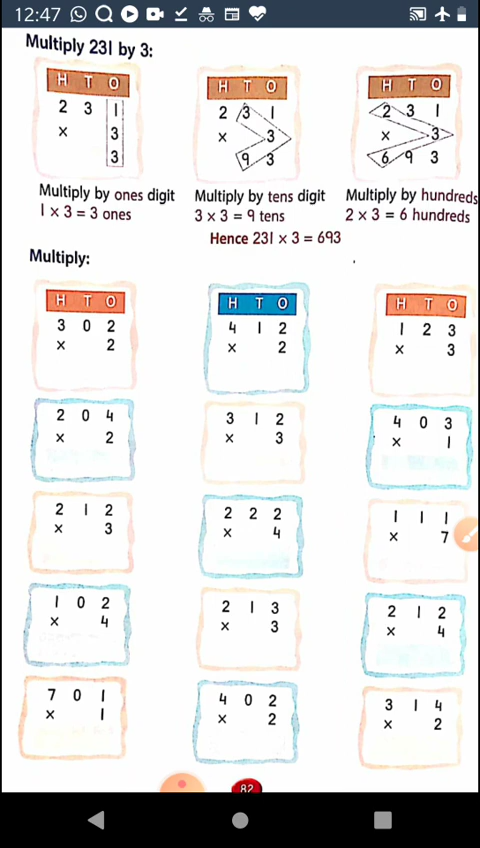 12:47
Multiply 231 by 3:
H T O H T O H T O
2 3 1 2 3 1 2 3 1
x 3 x 3 x 3
3 9 3 6 9 3
Multiply by ones digit Multiply by tens digit Multiply by hundreds
1 x 3 = 3 ones 3 x 3 = 9 tens 2 x 3 = 6 hundreds
Hence 231 x 3 = 693
Multiply:
H T O H T O H T O
3 0 2 4 1 2 1 2 3
x 2 x 2 x 3
2 0 4 3 1 2 4 0 3
x 2 x 3 x 1
2 1 2 2 2 2 1 1 1
x 3 x 4 x 7
1 0 2 2 1 3 2 1 2
x 4 x 3 x 4
7 0 1 4 0 2 3 1 4
x 1 x 2 x 2
82